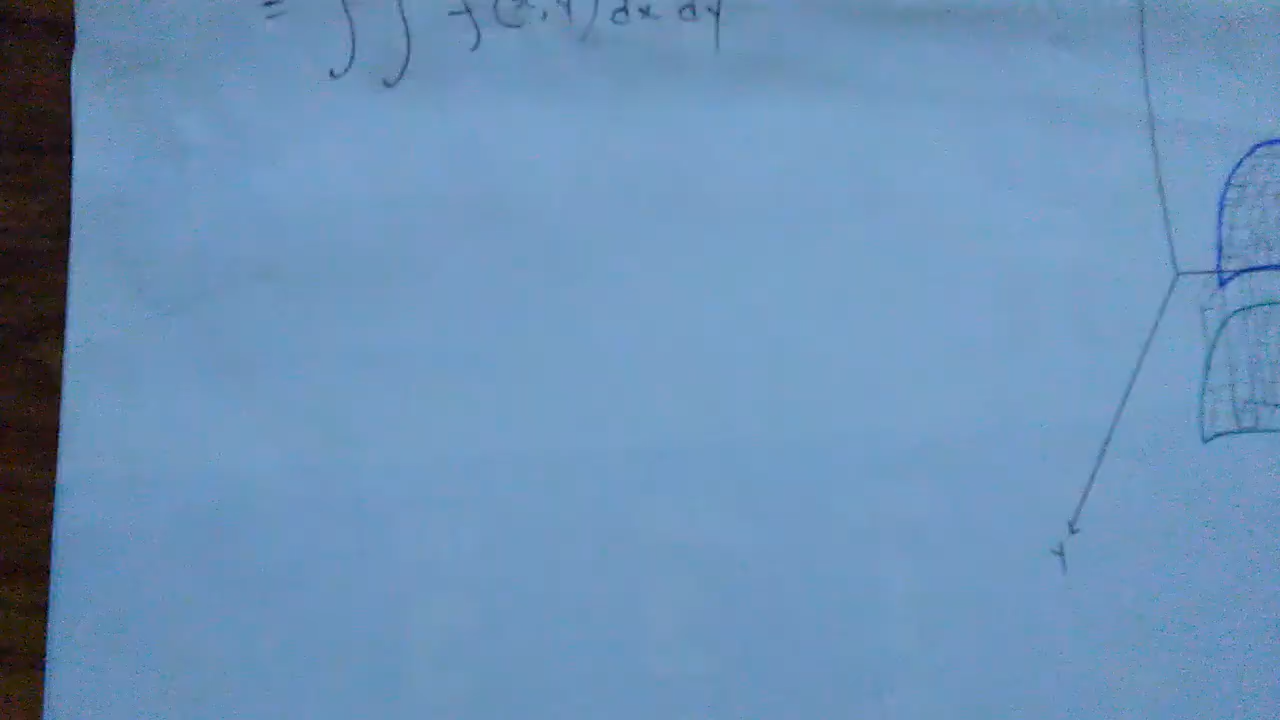 = ∫ ∫ f(x,y) dx dy
y